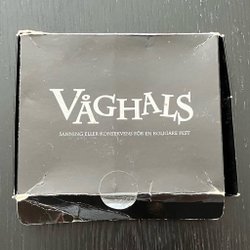 VÅGHALS
SANNING ELLER KONSEKVENS FÖR EN ROLIGARE FEST